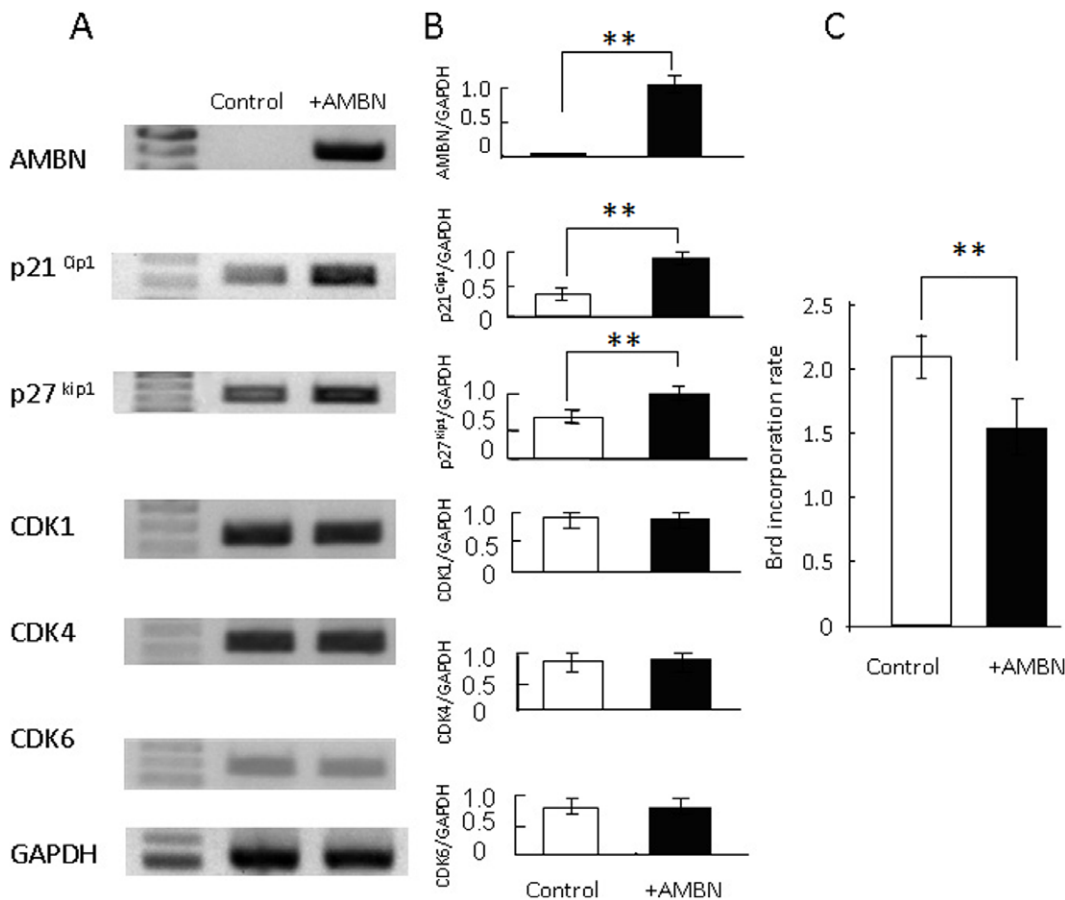 A
B
C
Control +AMBN
AMBN
p21 Cip1
p27 kip1
CDK1
CDK4
CDK6
GAPDH
**
AMBN/GAPDH
1.0
0.5
0
**
p21Cip1/GAPDH
1.0
0.5
0
**
p27Kip1/GAPDH
1.0
0.5
0
CDK1/GAPDH
1.0
0.5
0
CDK4/GAPDH
1.0
0.5
0
CDK6/GAPDH
1.0
0.5
0
Control +AMBN
**
Brd incorporation rate
2.5
2.0
1.5
1.0
0.5
0
Control +AMBN